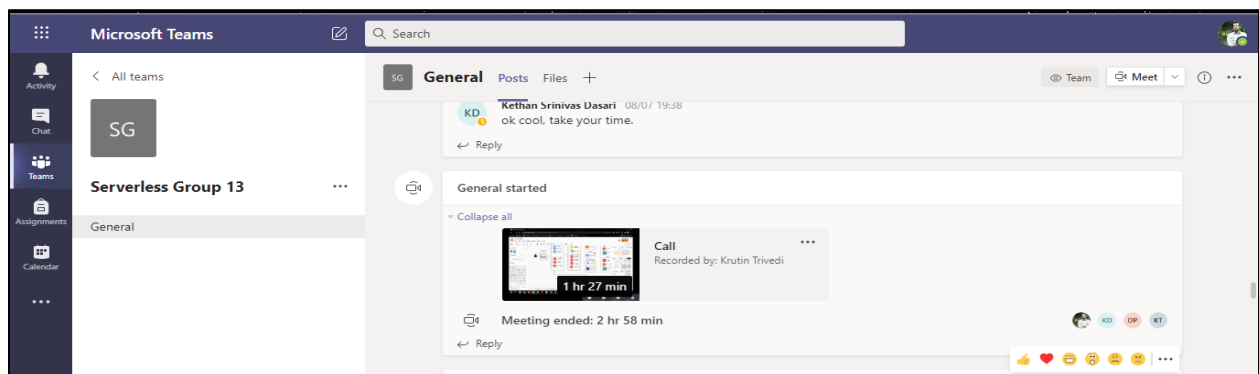 Microsoft Teams
Search
Activity
Chat
Teams
Assignments
Calendar
All teams
SG
Serverless Group 13
General
SG General Posts Files
Team Meet
KD Kethan Srinivas Dasari 08/07 19:38
ok cool, take your time.
Reply
General started
Collapse all
1 hr 27 min
Call
Recorded by: Krutin Trivedi
Meeting ended: 2 hr 58 min
KD DP KT
Reply